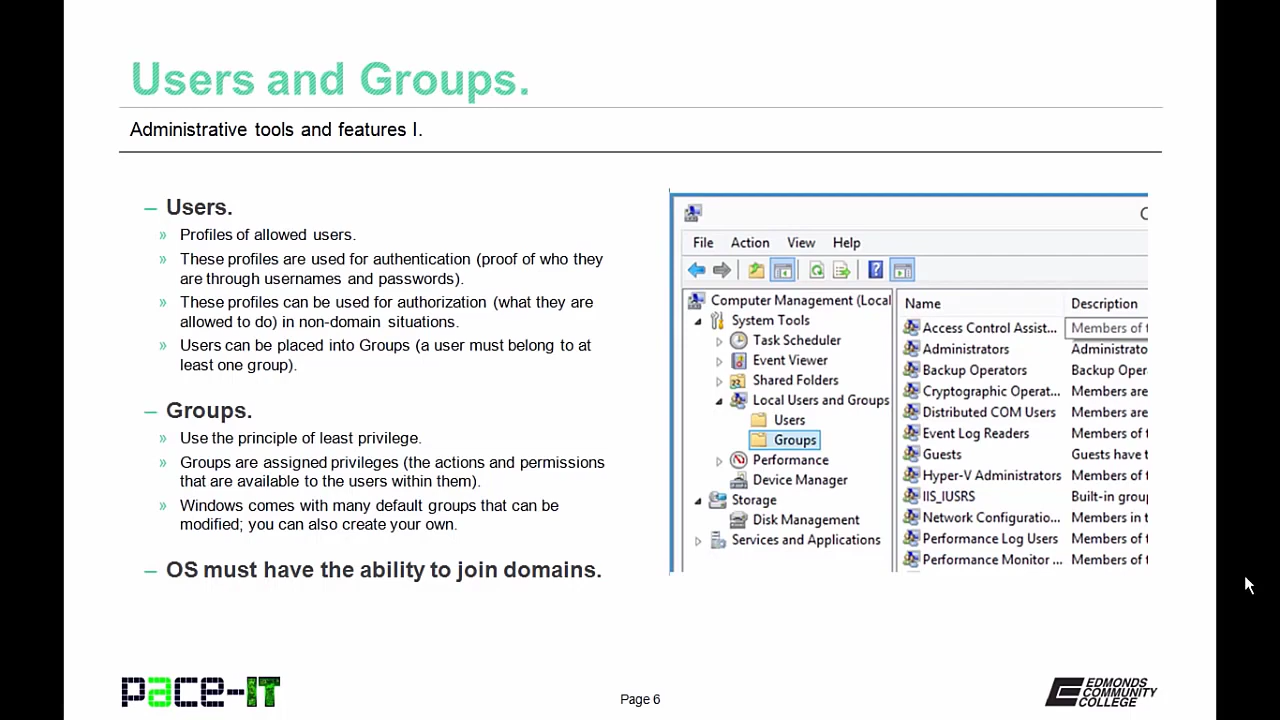 Users and Groups.
Administrative tools and features I.
– Users.
» Profiles of allowed users.
» These profiles are used for authentication (proof of who they
are through usernames and passwords).
» These profiles can be used for authorization (what they are
allowed to do) in non-domain situations.
» Users can be placed into Groups (a user must belong to at
least one group).
– Groups.
» Use the principle of least privilege.
» Groups are assigned privileges (the actions and permissions
that are available to the users within them).
» Windows comes with many default groups that can be
modified; you can also create your own.
– OS must have the ability to join domains.
C
File Action View Help
Computer Management (Local
System Tools
Task Scheduler
Event Viewer
Shared Folders
Local Users and Groups
Users
Groups
Performance
Device Manager
Storage
Disk Management
Services and Applications
Name Description
Access Control Assist... Members of t
Administrators Administrato
Backup Operators Backup Oper
Cryptographic Operat... Members are
Distributed COM Users Members are
Event Log Readers Members of t
Guests Guests have t
Hyper-V Administrators Members of t
IIS_IUSRS Built-in group
Network Configuratio... Members in t
Performance Log Users Members of t
Performance Monitor ... Members of t
pace-IT
Page 6
EDMONDS
COMMUNITY
COLLEGE